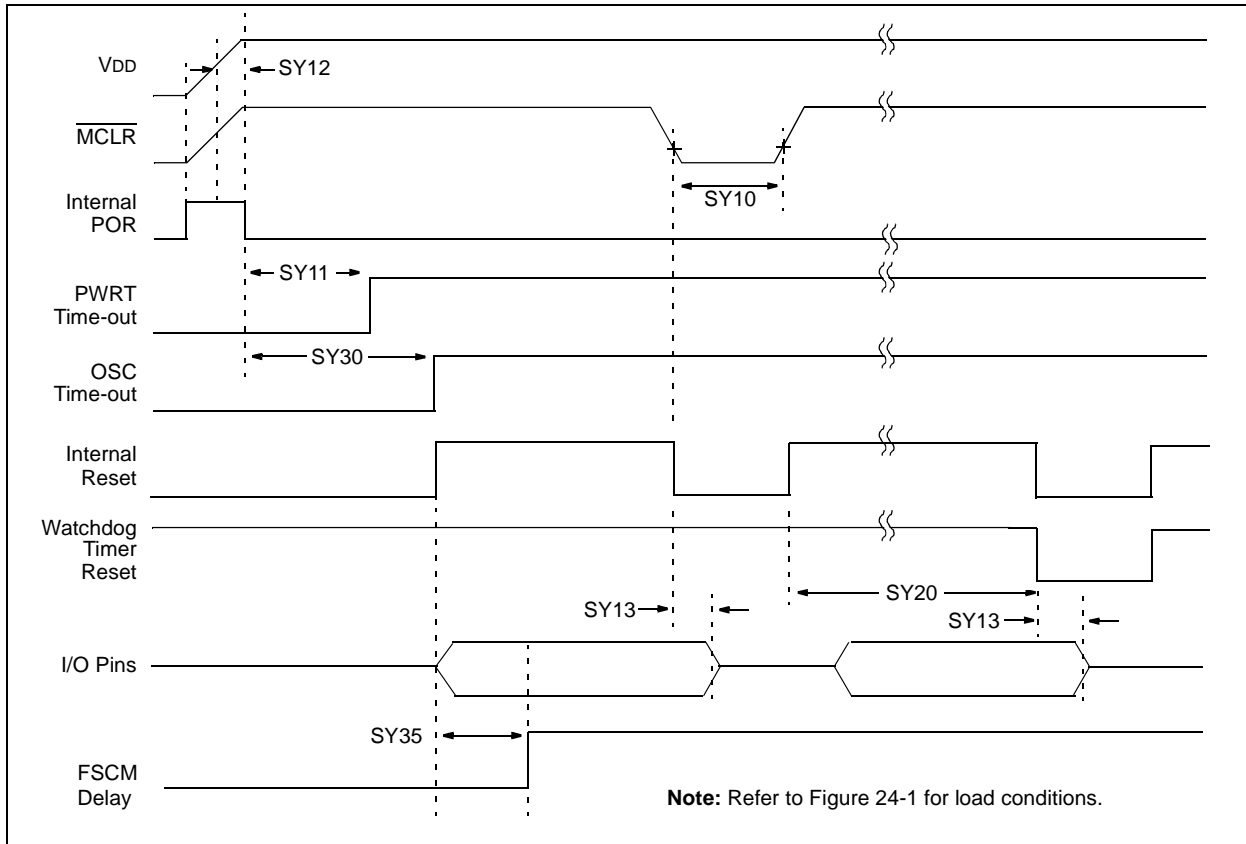 VDD
SY12
MCLR
SY10
Internal
POR
SY11
PWRT
Time-out
SY30
OSC
Time-out
Internal
Reset
Watchdog
Timer
Reset
SY20
SY13
SY13
I/O Pins
SY35
FSCM
Delay
Note: Refer to Figure 24-1 for load conditions.